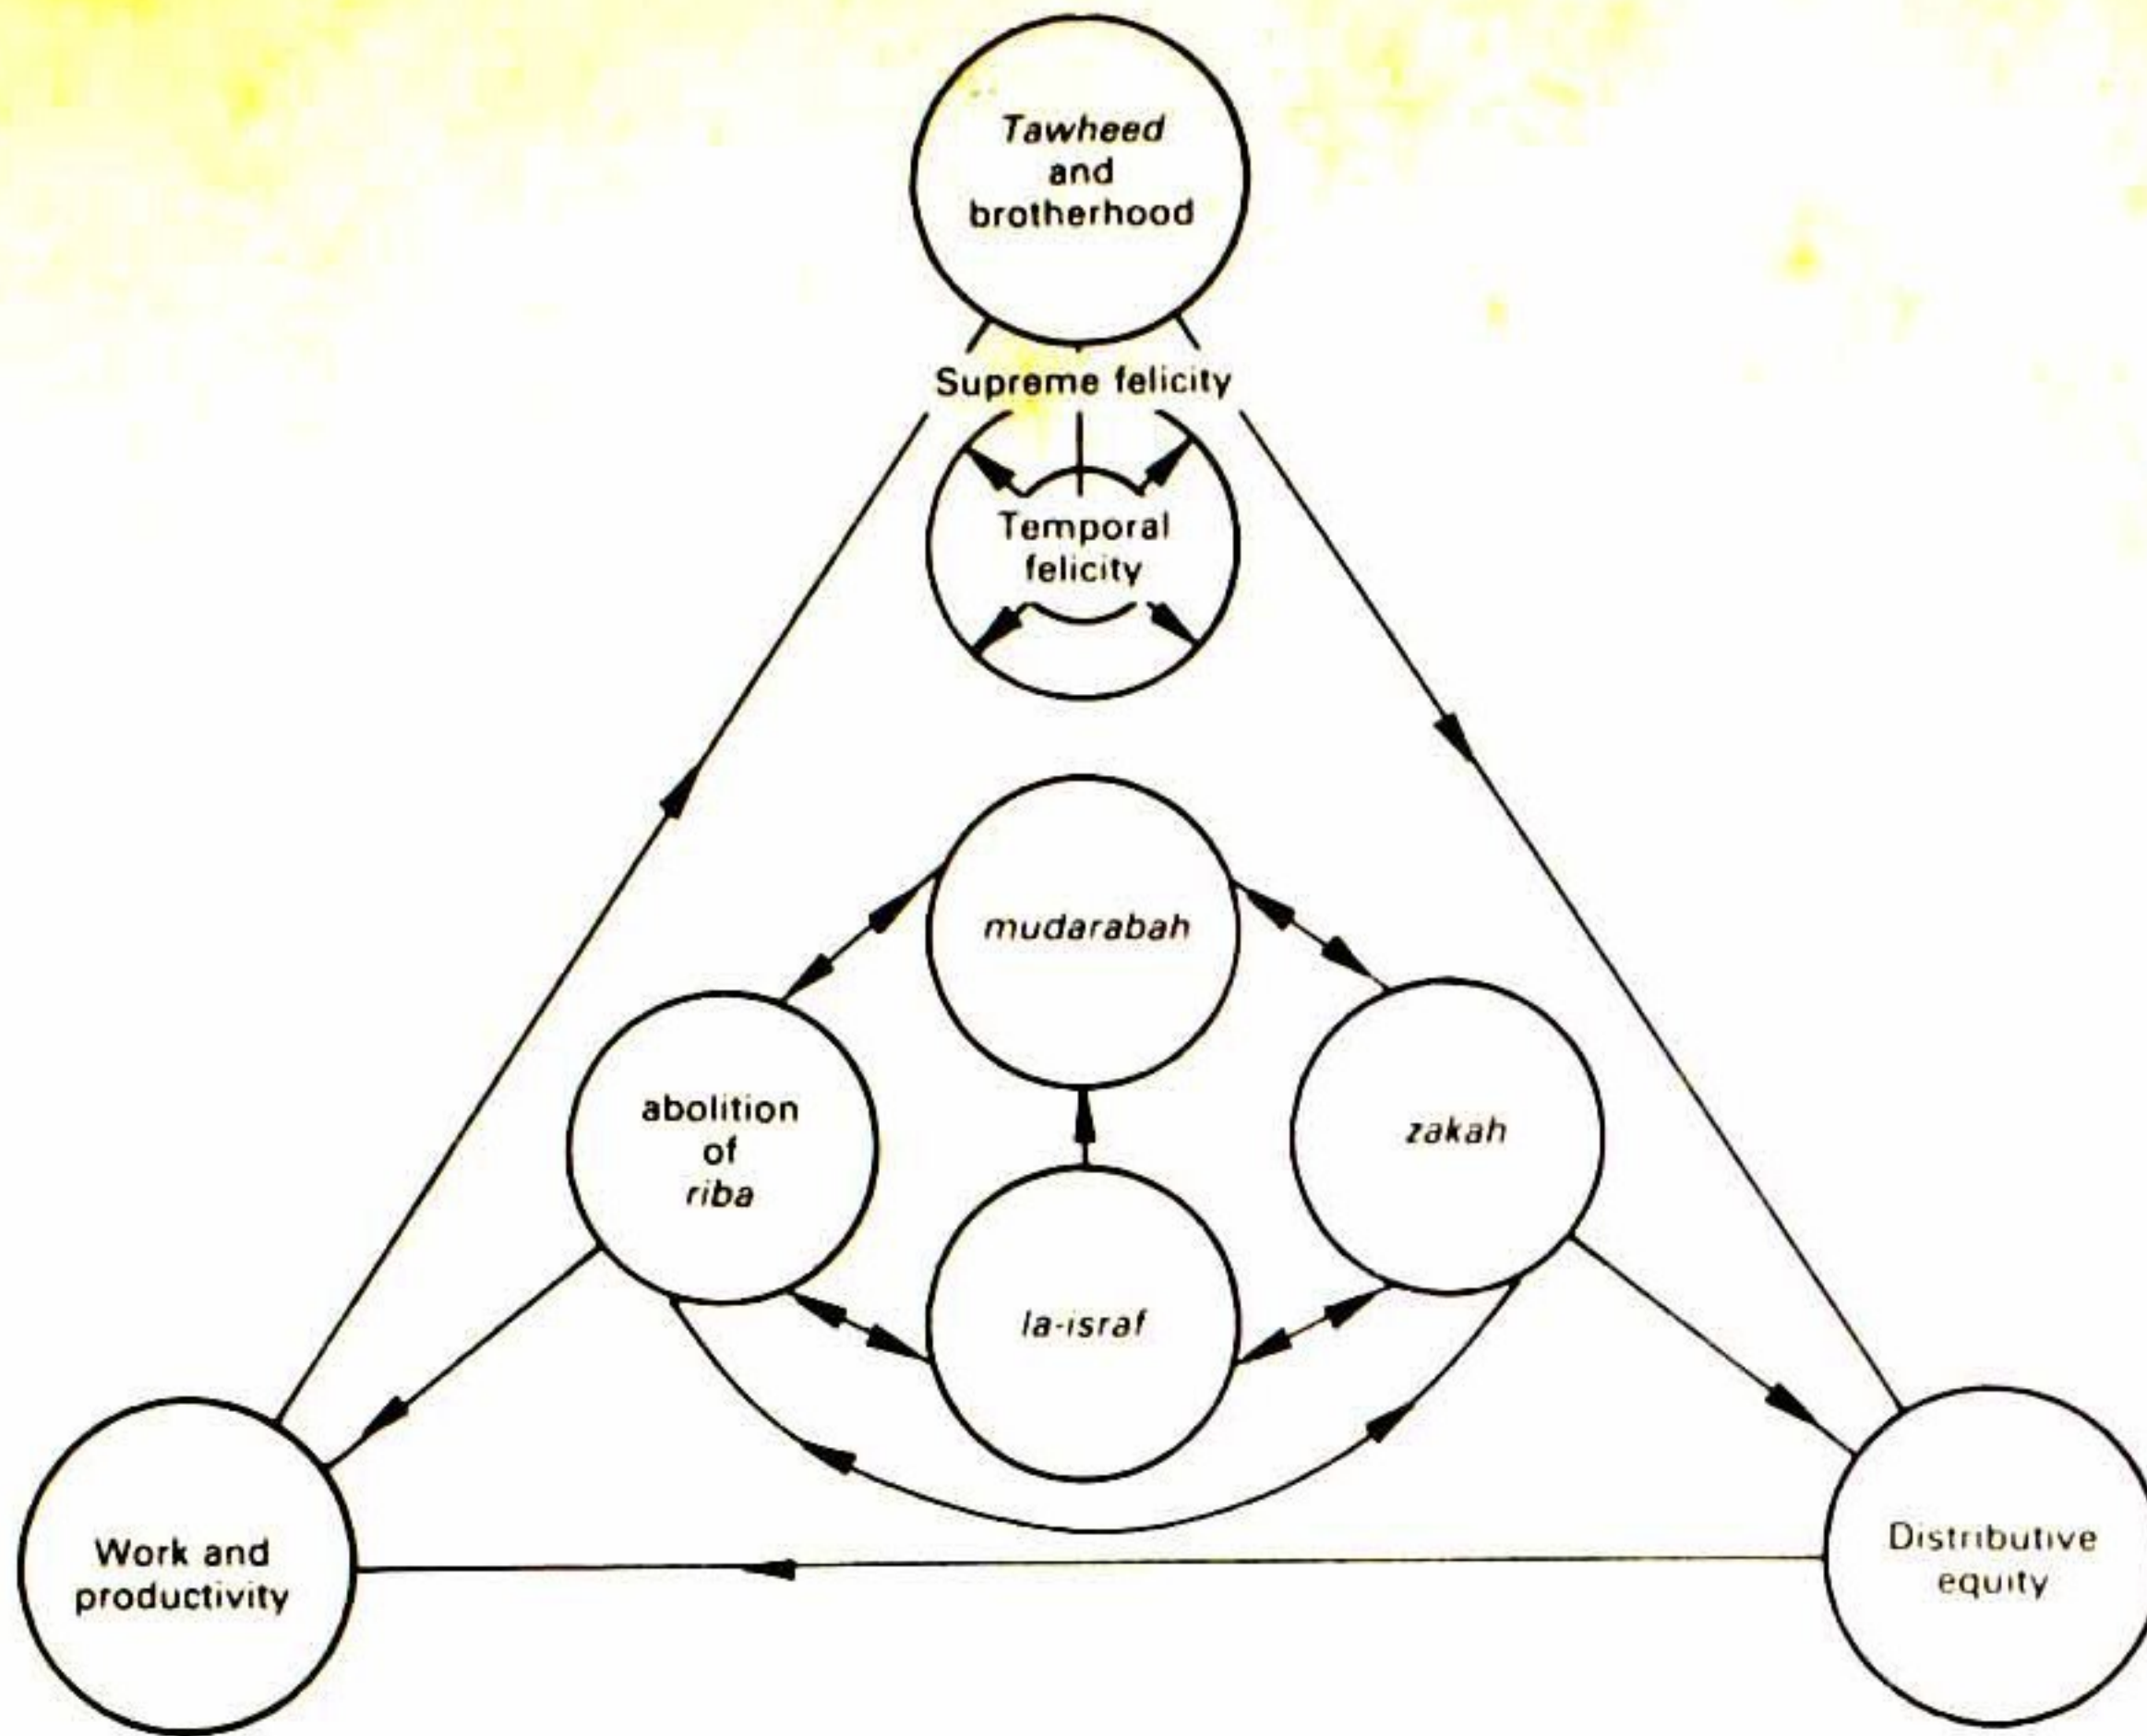 Tawheed
and
brotherhood
Supreme felicity
Temporal
felicity
mudarabah
abolition
of
riba
zakah
la-israf
Work and
productivity
Distributive
equity